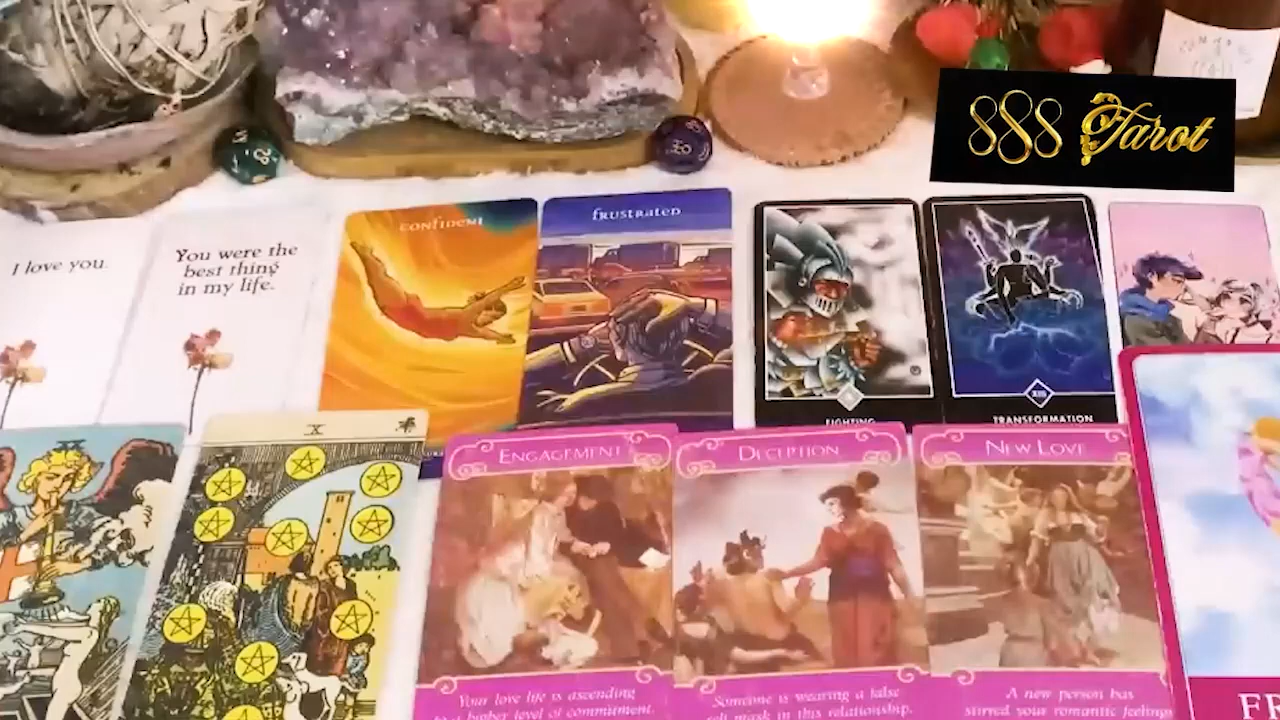 888 Tarot
I love you.
You were the
best thing
in my life.
CONFIDENT
frustrated
FIGHTING
XIII
TRANSFORMATION
X
ENGAGEMENT
DECEPTION
NEW LOVE
Your love life is ascending
higher level of commitment.
Someone is wearing a false
mask in this relationship.
A new person has
stirred your romantic feelings
FR